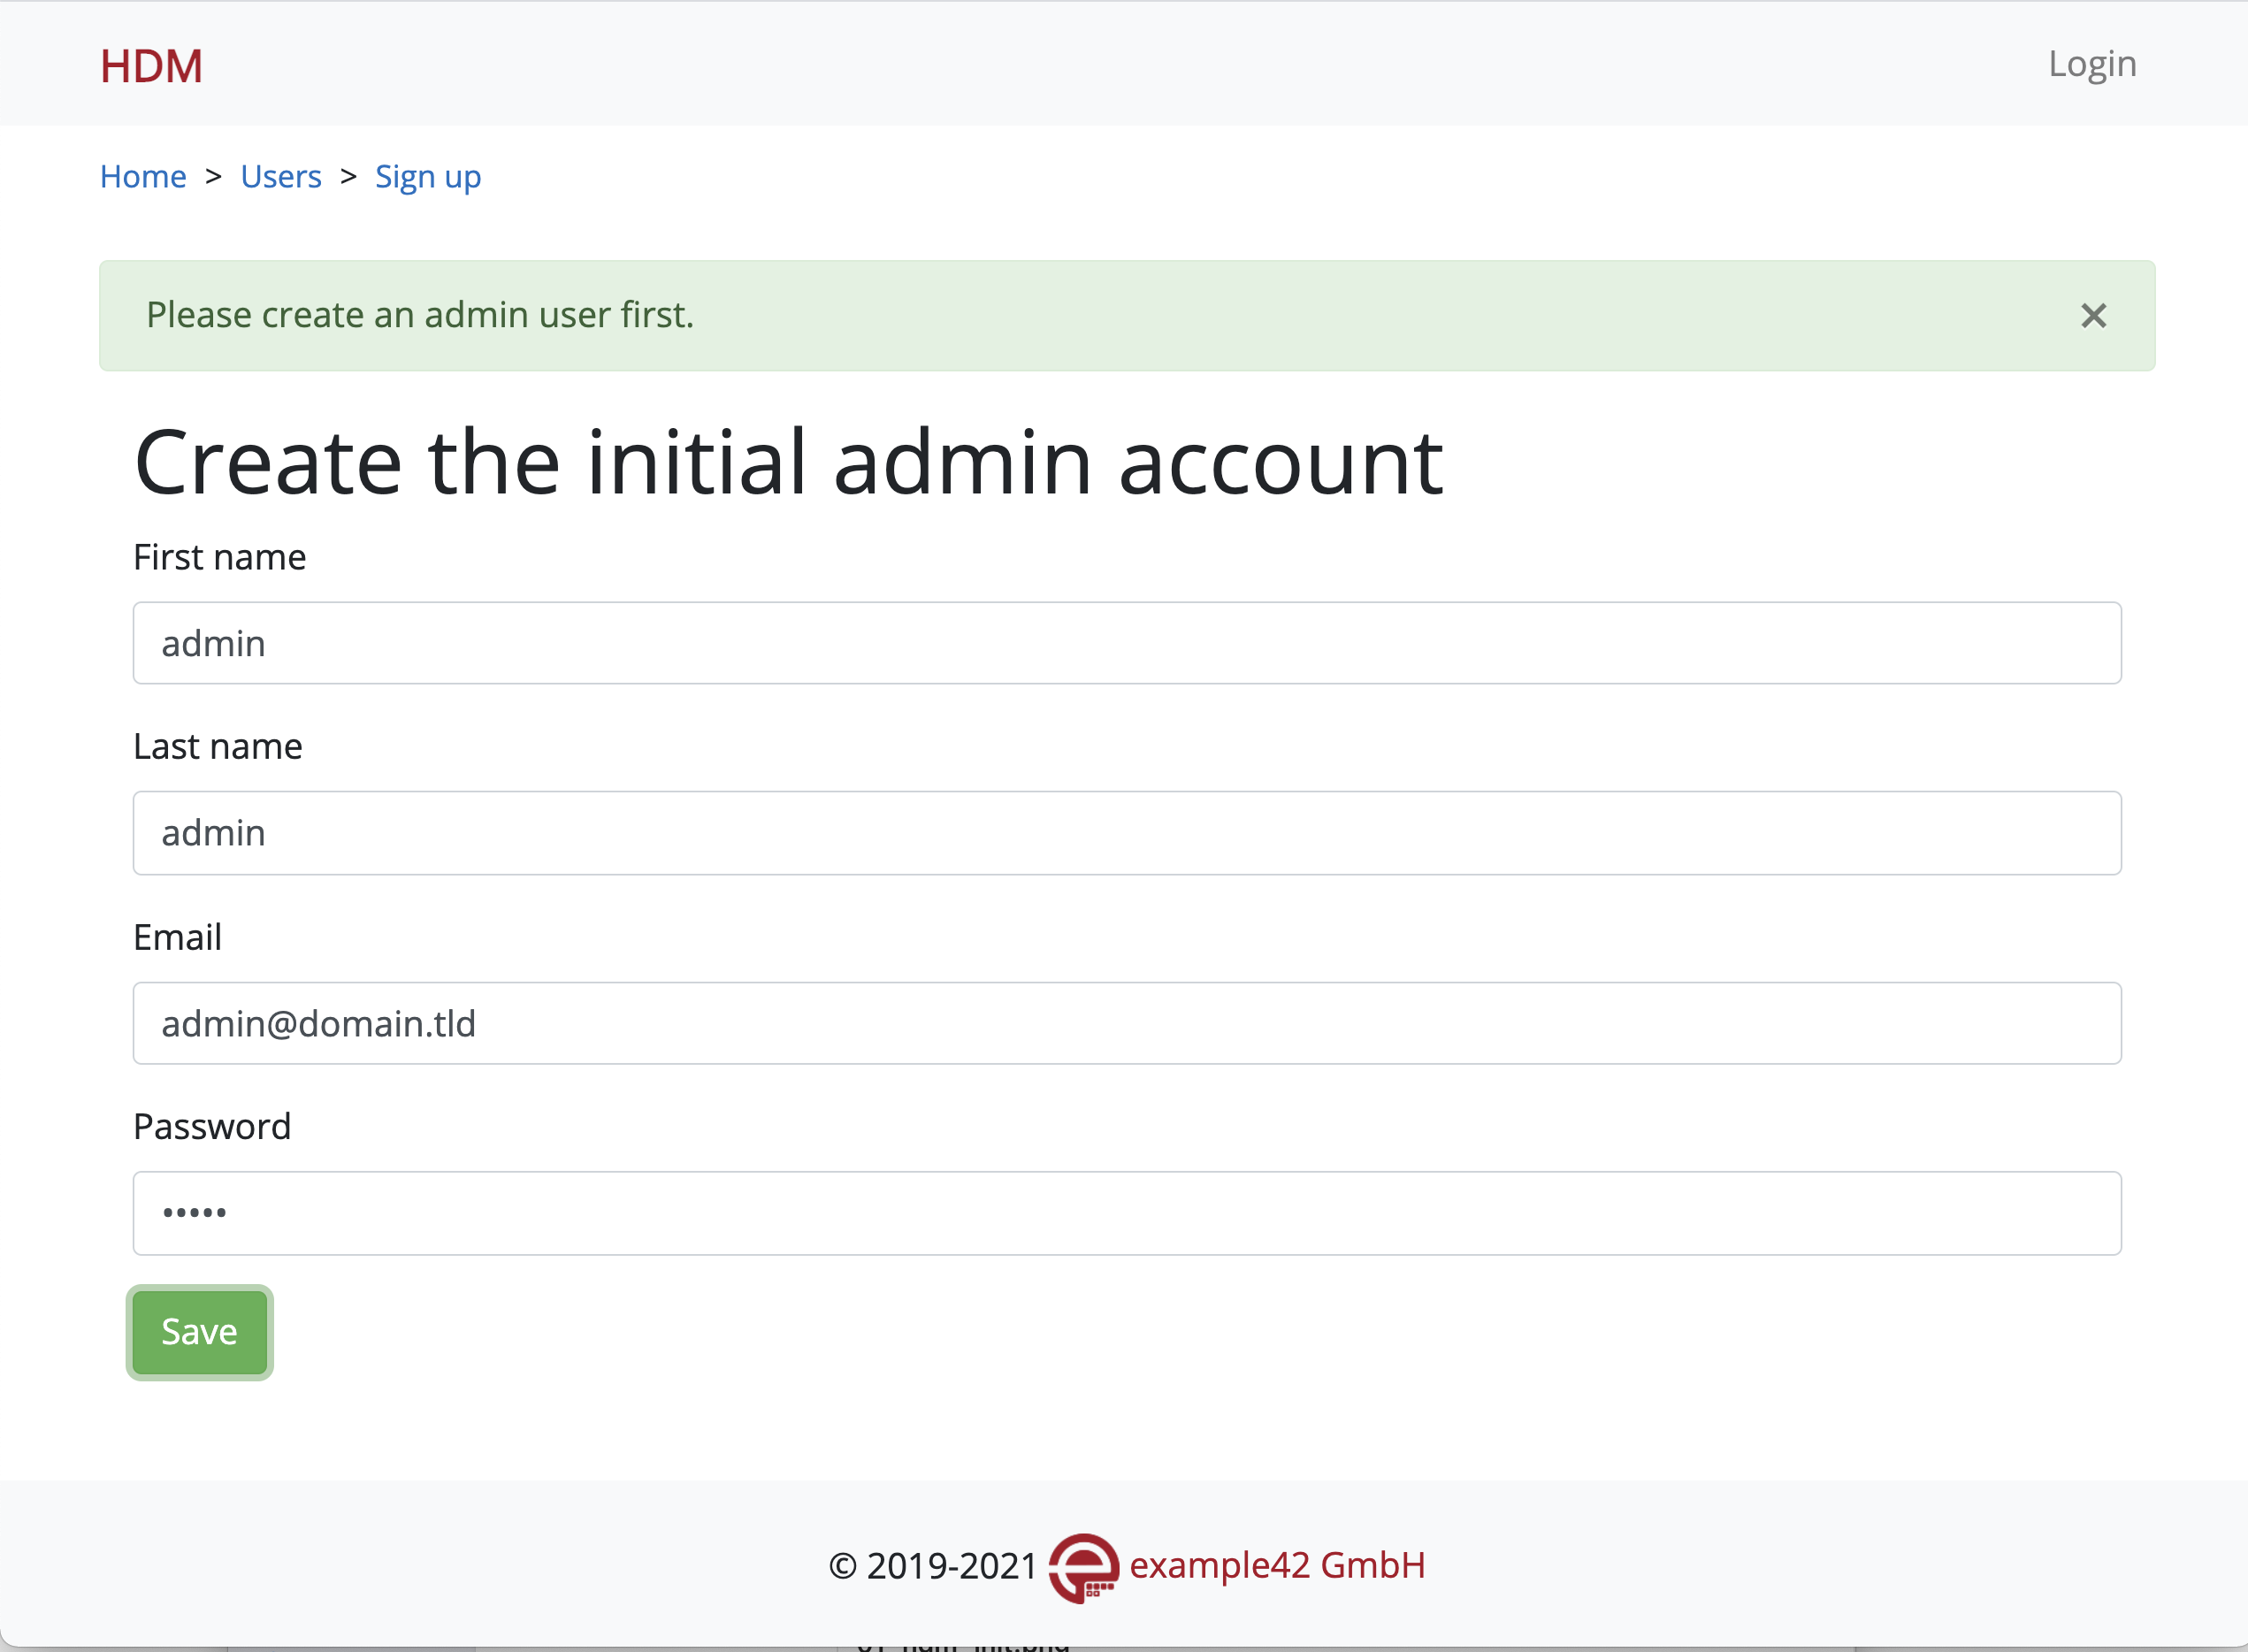 HDM
Login
Home > Users > Sign up
Please create an admin user first.
×
Create the initial admin account
First name
admin
Last name
admin
Email
admin@domain.tld
Password
•••••
Save
© 2019-2021 example42 GmbH